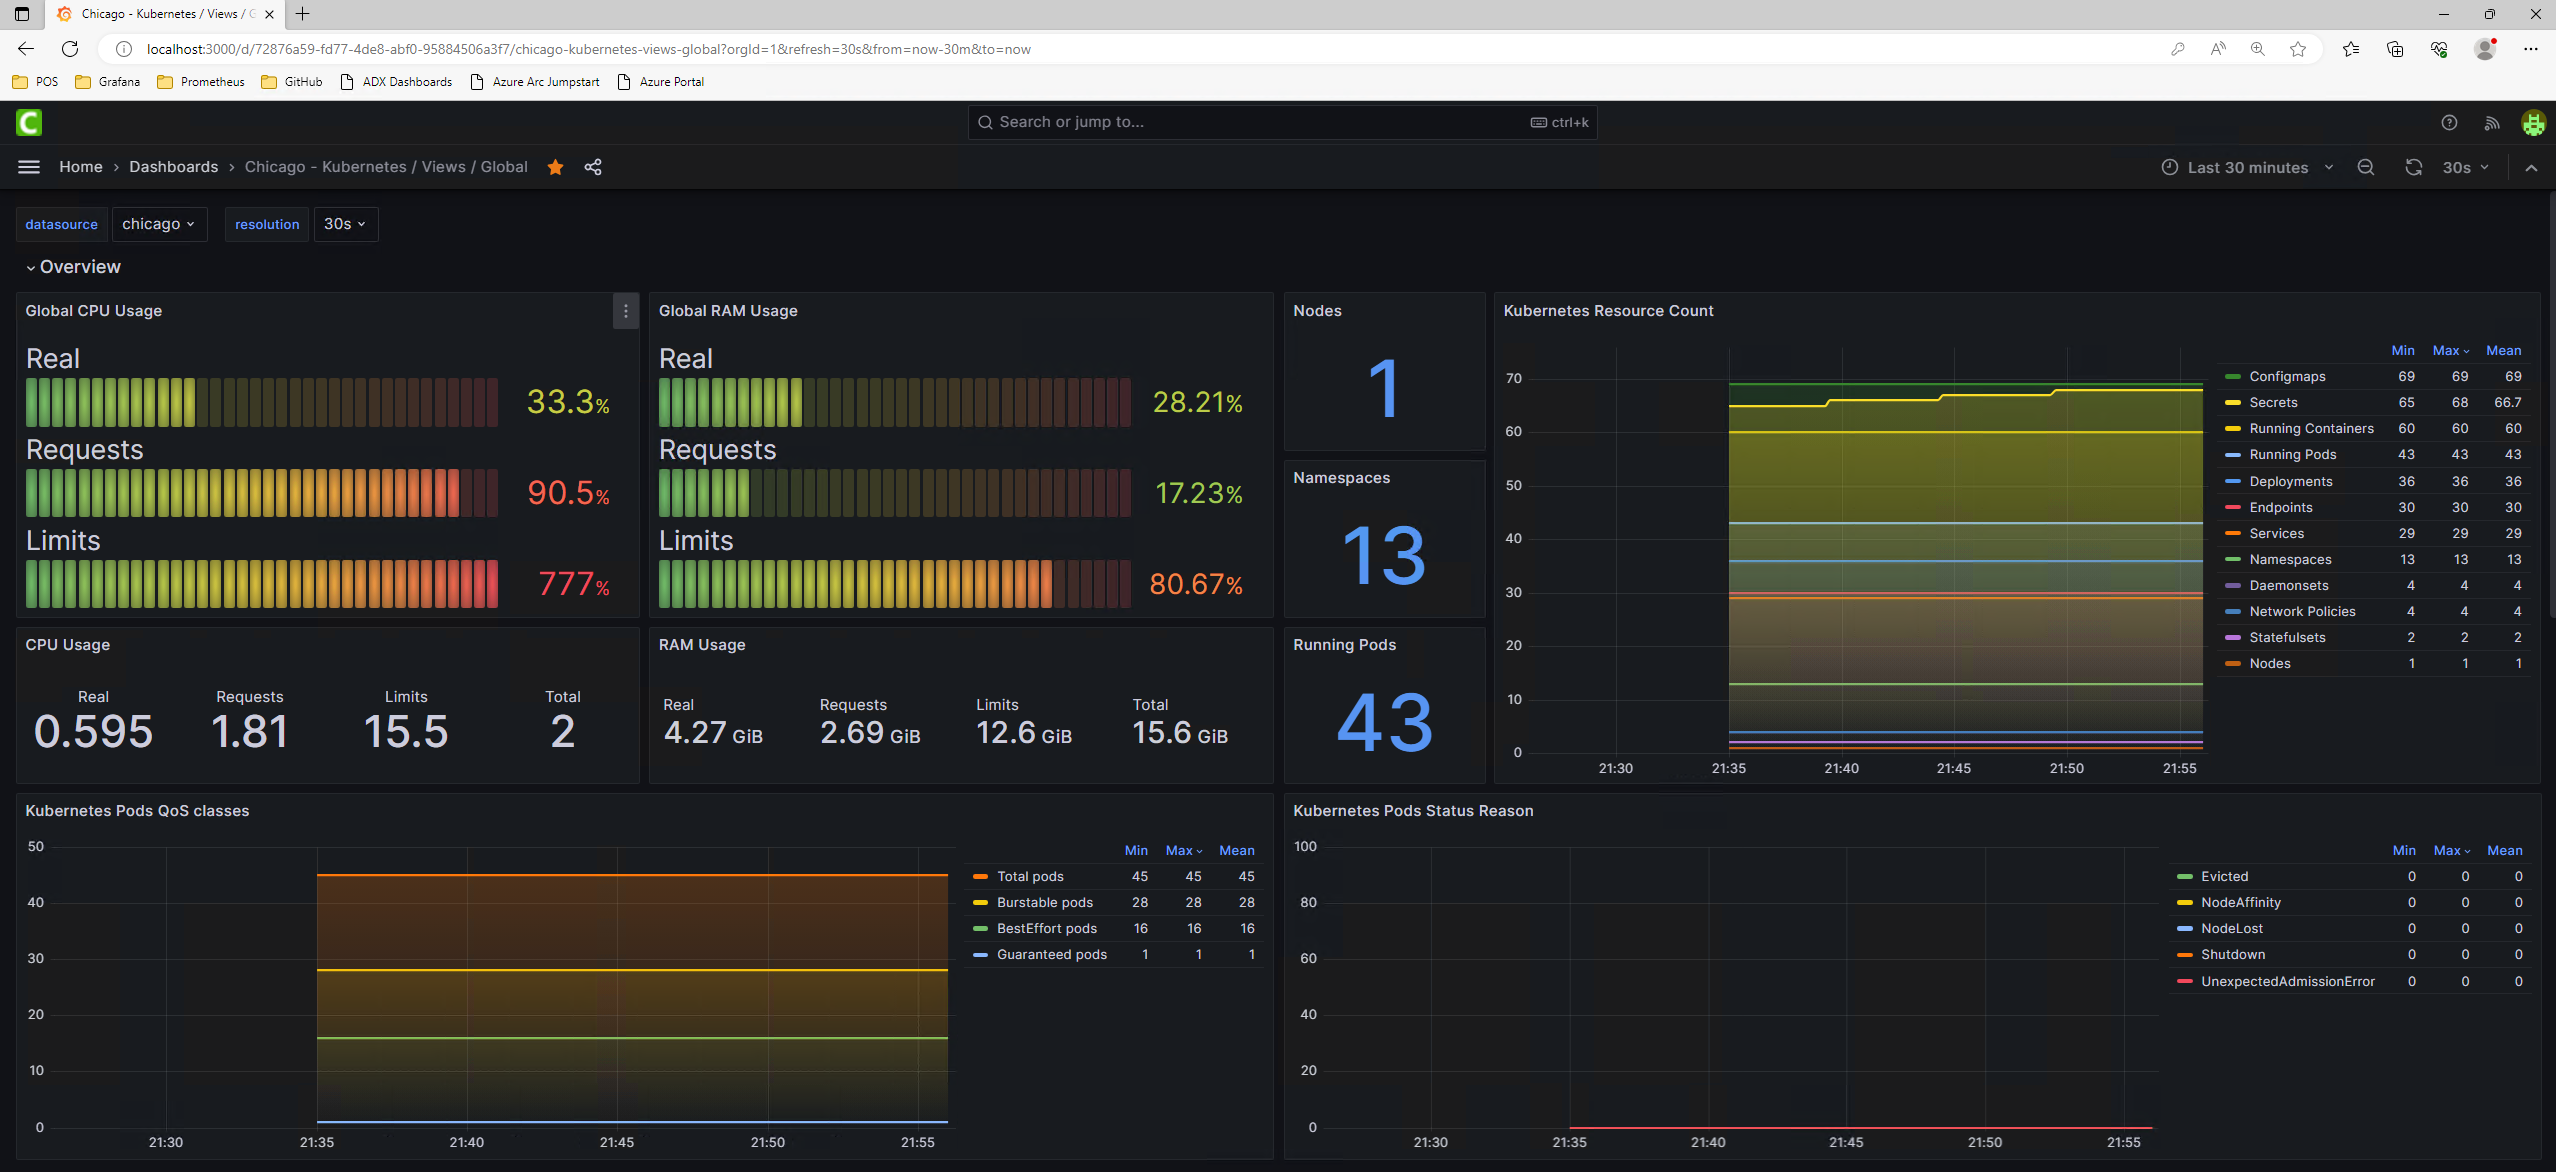 Chicago - Kubernetes / Views / G
localhost:3000/d/72876a59-fd77-4de8-abf0-95884506a3f7/chicago-kubernetes-views-global?orgId=1&refresh=30s&from=now-30m&to=now
POS Grafana Prometheus GitHub ADX Dashboards Azure Arc Jumpstart Azure Portal
C
Search or jump to... ctrl+k
Home › Dashboards › Chicago - Kubernetes / Views / Global
Last 30 minutes 30s
datasource chicago resolution 30s
Overview
Global CPU Usage
Real
33.3%
Requests
90.5%
Limits
777%
Global RAM Usage
Real
28.21%
Requests
17.23%
Limits
80.67%
Nodes
1
Namespaces
13
Running Pods
43
Kubernetes Resource Count
70
60
50
40
30
20
10
0
21:30 21:35 21:40 21:45 21:50 21:55
Min Max Mean
Configmaps 69 69 69
Secrets 65 68 66.7
Running Containers 60 60 60
Running Pods 43 43 43
Deployments 36 36 36
Endpoints 30 30 30
Services 29 29 29
Namespaces 13 13 13
Daemonsets 4 4 4
Network Policies 4 4 4
Statefulsets 2 2 2
Nodes 1 1 1
CPU Usage
Real Requests Limits Total
0.595 1.81 15.5 2
RAM Usage
Real Requests Limits Total
4.27 GiB 2.69 GiB 12.6 GiB 15.6 GiB
Kubernetes Pods QoS classes
50
40
30
20
10
0
21:30 21:35 21:40 21:45 21:50 21:55
Min Max Mean
Total pods 45 45 45
Burstable pods 28 28 28
BestEffort pods 16 16 16
Guaranteed pods 1 1 1
Kubernetes Pods Status Reason
100
80
60
40
20
0
21:30 21:35 21:40 21:45 21:50 21:55
Min Max Mean
Evicted 0 0 0
NodeAffinity 0 0 0
NodeLost 0 0 0
Shutdown 0 0 0
UnexpectedAdmissionError 0 0 0